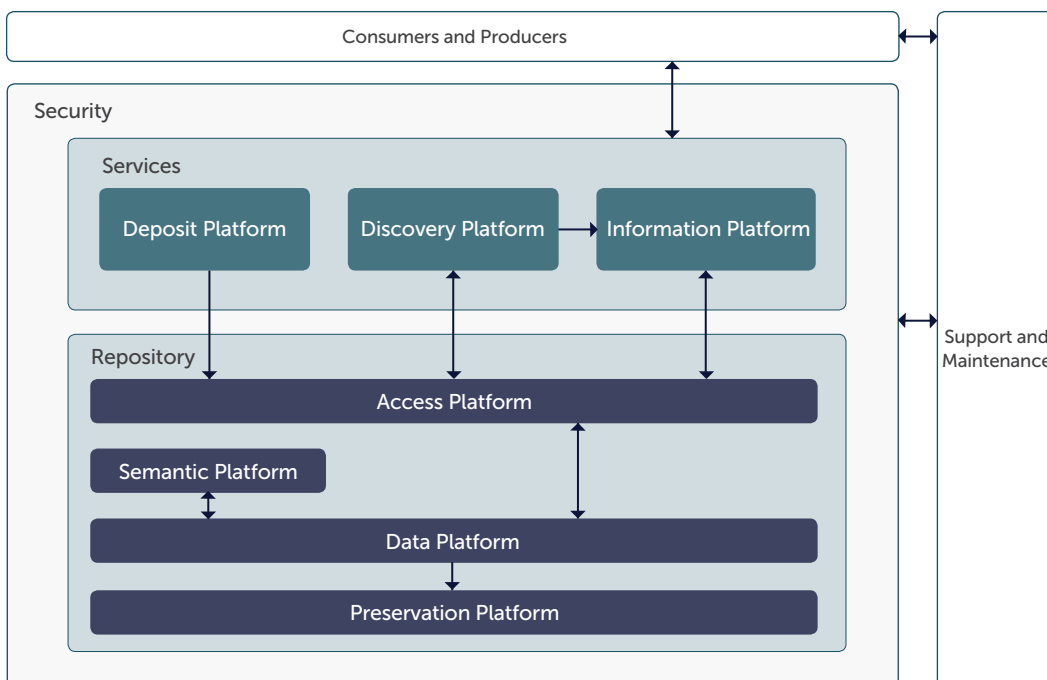 Consumers and Producers
Security
Services
Deposit Platform
Discovery Platform
Information Platform
Support and
Maintenance
Repository
Access Platform
Semantic Platform
Data Platform
Preservation Platform